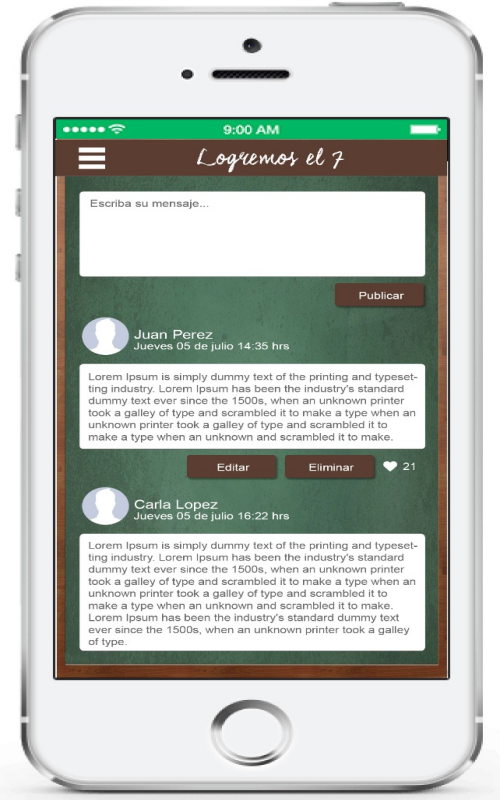 9:00 AM
Logremos el 7
Escriba su mensaje...
Publicar
Juan Perez
Jueves 05 de julio 14:35 hrs
Lorem Ipsum is simply dummy text of the printing and typeset-
ting industry. Lorem Ipsum has been the industry's standard
dummy text ever since the 1500s, when an unknown printer
took a galley of type and scrambled it to make a type when an
unknown printer took a galley of type and scrambled it to
make a type when an unknown and scrambled it to make.
Editar Eliminar 21
Carla Lopez
Jueves 05 de julio 16:22 hrs
Lorem Ipsum is simply dummy text of the printing and typeset-
ting industry. Lorem Ipsum has been the industry's standard
dummy text ever since the 1500s, when an unknown printer
took a galley of type and scrambled it to make a type when an
unknown printer took a galley of type and scrambled it to
make a type when an unknown and scrambled it to make.
Lorem Ipsum has been the industry's standard dummy text
ever since the 1500s, when an unknown printer took a galley
of type.